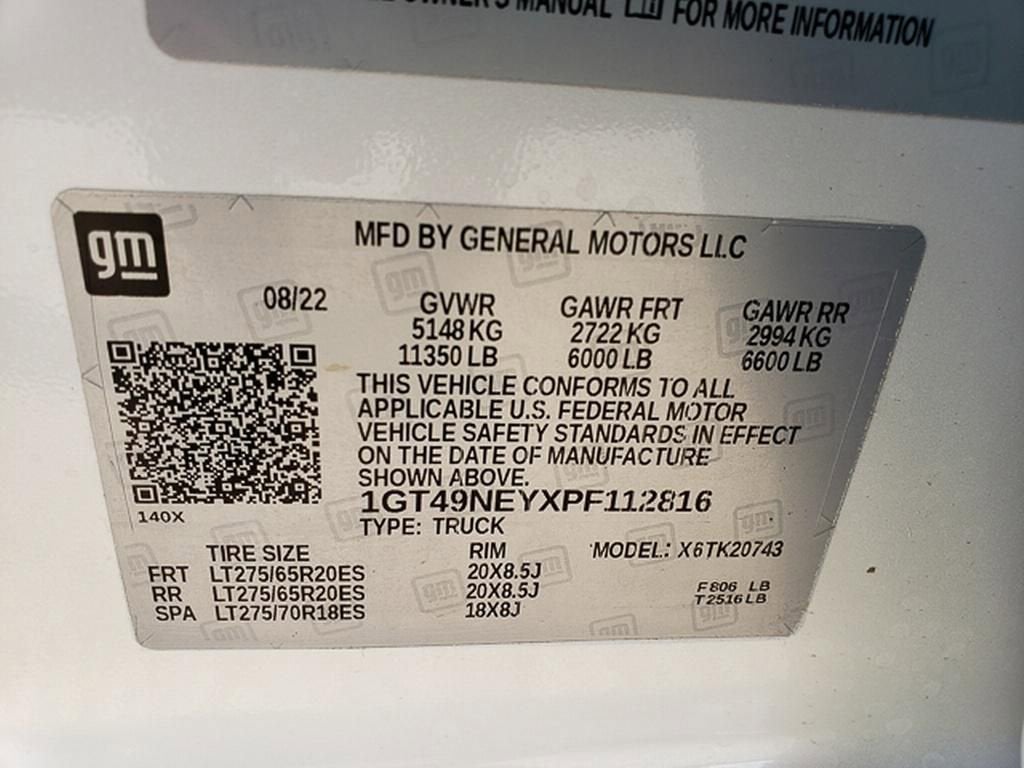 OWNER'S MANUAL FOR MORE INFORMATION
gm
MFD BY GENERAL MOTORS LLC
08/22
GVWR GAWR FRT GAWR RR
5148 KG 2722 KG 2994 KG
11350 LB 6000 LB 6600 LB
THIS VEHICLE CONFORMS TO ALL
APPLICABLE U.S. FEDERAL MOTOR
VEHICLE SAFETY STANDARDS IN EFFECT
ON THE DATE OF MANUFACTURE
SHOWN ABOVE.
1GT49NEYXPF112816
140X
TYPE: TRUCK
TIRE SIZE RIM MODEL: X6TK20743
FRT LT275/65R20ES 20X8.5J
RR LT275/65R20ES 20X8.5J
SPA LT275/70R18ES 18X8J
F806 LB
T2516LB